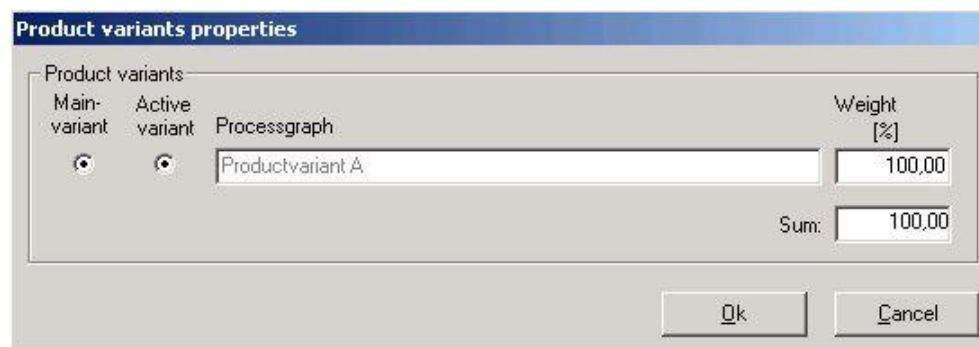 Product variants properties
Product variants
Main-
variant
Active
variant
Processgraph
Weight
[%]
Productvariant A
100,00
Sum:
100,00
Ok
Cancel